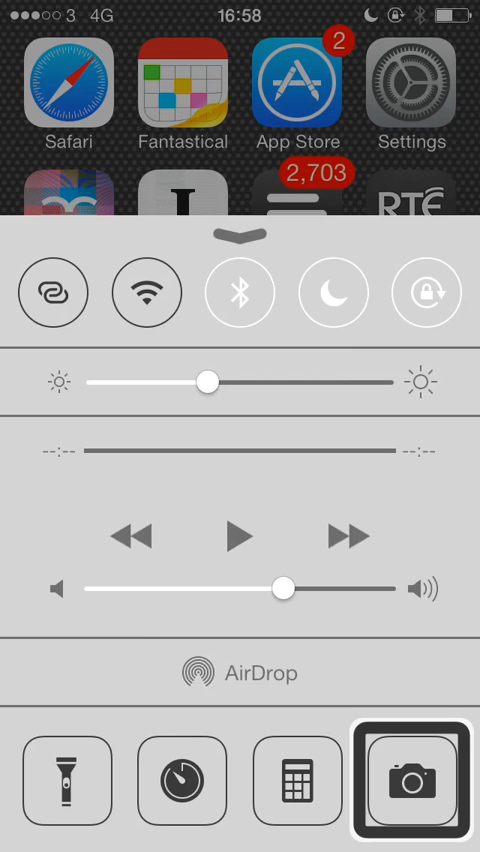 3 4G 16:58
2
Safari Fantastical App Store Settings
2,703
I RTÉ
--:-- --:--
AirDrop